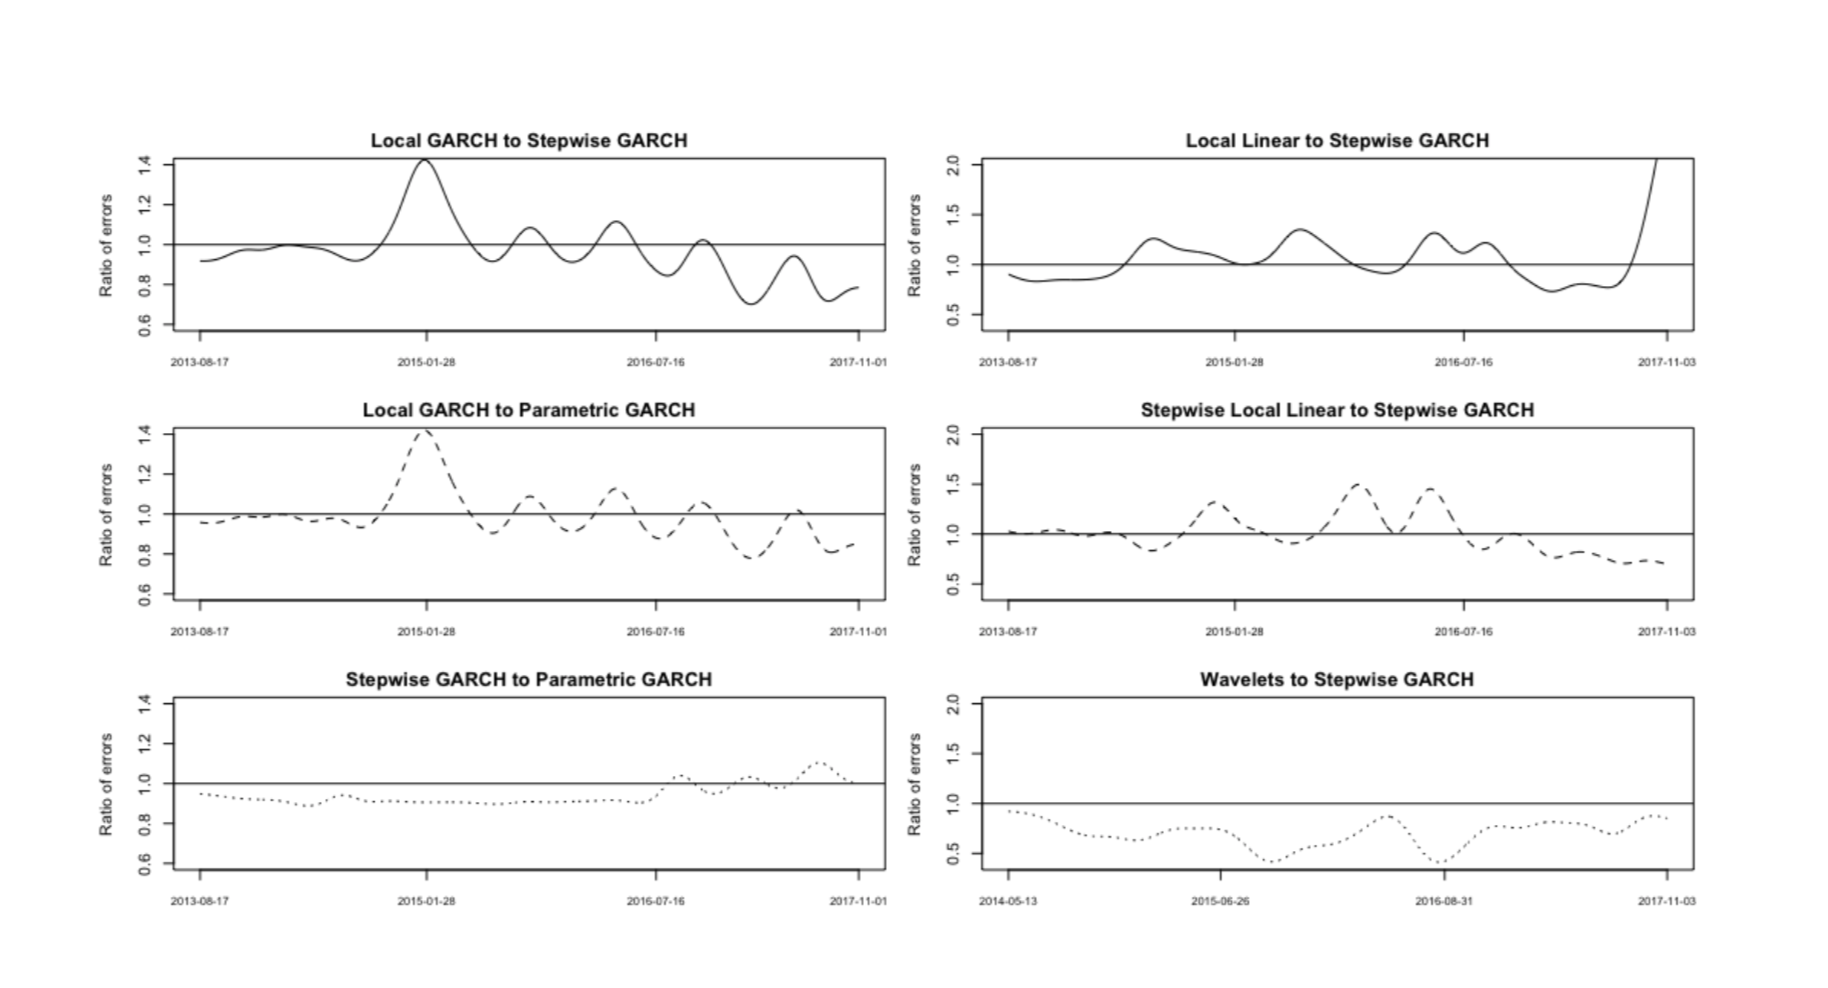 Local GARCH to Stepwise GARCH
Ratio of errors
0.6 0.8 1.0 1.2 1.4
2013-08-17 2015-01-28 2016-07-16 2017-11-01
Local Linear to Stepwise GARCH
Ratio of errors
0.5 1.0 1.5 2.0
2013-08-17 2015-01-28 2016-07-16 2017-11-03
Local GARCH to Parametric GARCH
Ratio of errors
0.6 0.8 1.0 1.2 1.4
2013-08-17 2015-01-28 2016-07-16 2017-11-01
Stepwise Local Linear to Stepwise GARCH
Ratio of errors
0.5 1.0 1.5 2.0
2013-08-17 2015-01-28 2016-07-16 2017-11-03
Stepwise GARCH to Parametric GARCH
Ratio of errors
0.6 0.8 1.0 1.2 1.4
2013-08-17 2015-01-28 2016-07-16 2017-11-01
Wavelets to Stepwise GARCH
Ratio of errors
0.5 1.0 1.5 2.0
2014-05-13 2015-06-26 2016-08-31 2017-11-03